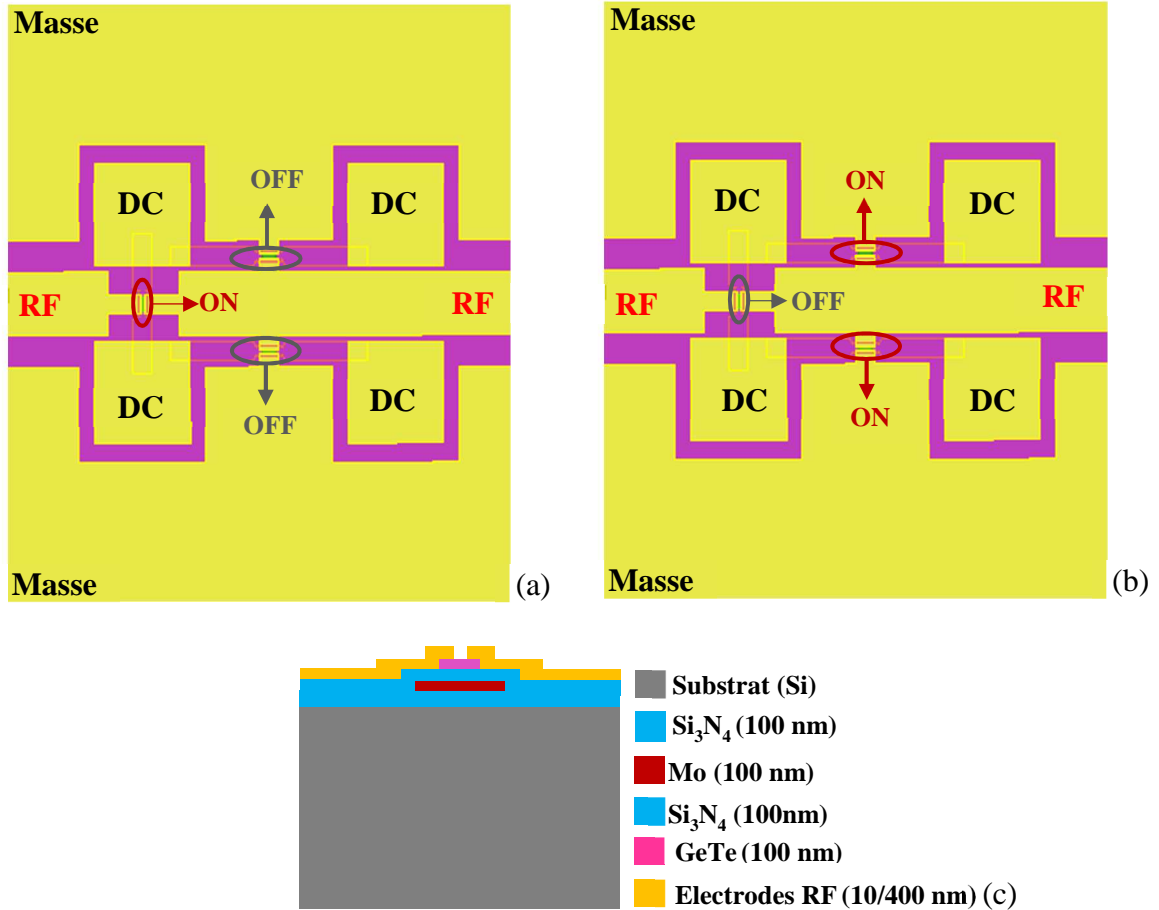 Masse
DC
OFF
DC
RF
ON
RF
DC
OFF
DC
Masse
(a)
Masse
DC
ON
DC
RF
OFF
RF
DC
ON
DC
Masse
(b)
Substrat (Si)
Si₃N₄ (100 nm)
Mo (100 nm)
Si₃N₄ (100nm)
GeTe (100 nm)
Electrodes RF (10/400 nm) (c)